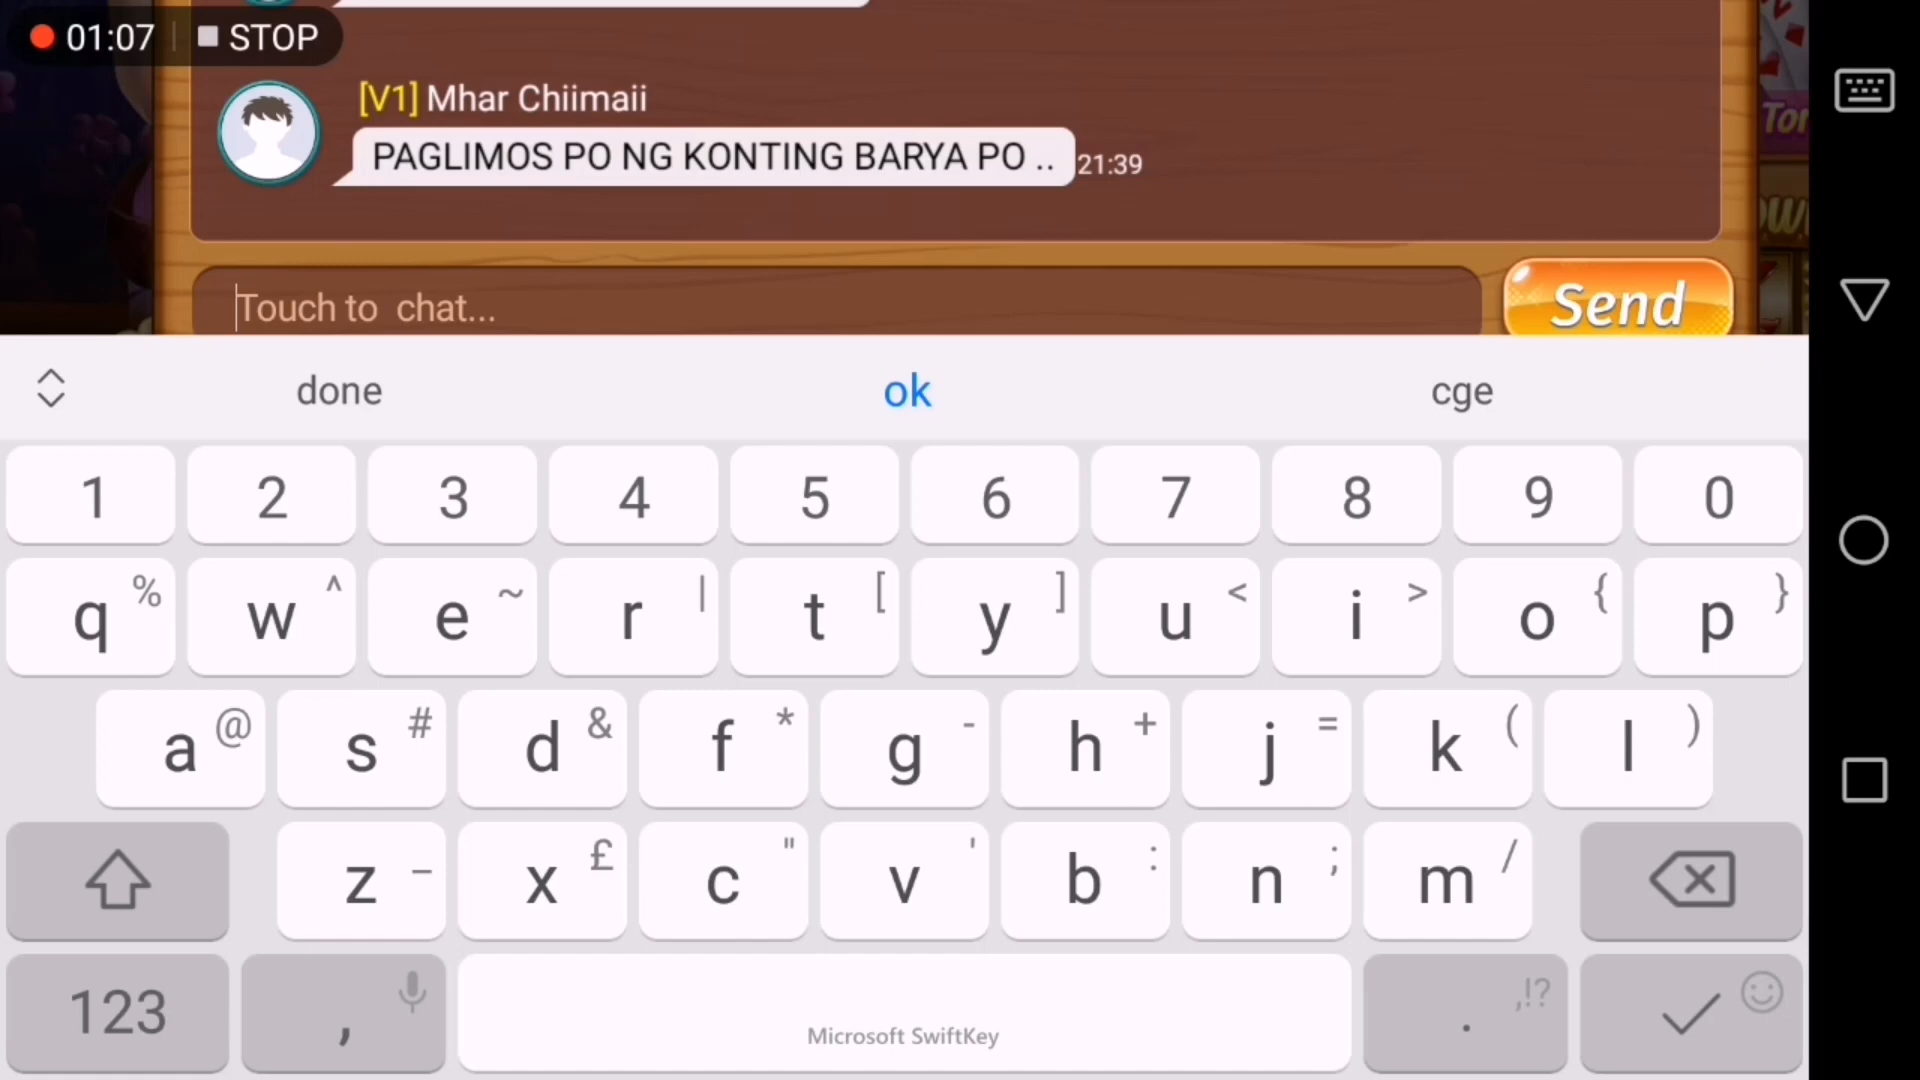 01:07 STOP
[V1] Mhar Chiimaii
PAGLIMOS PO NG KONTING BARYA PO .. 21:39
Touch to chat...
Send
done ok cge
1 2 3 4 5 6 7 8 9 0
q % w ^ e ~ r | t [ y ] u < i > o { p }
a @ s # d & f * g - h + j = k ( l )
z _ x £ c " v ' b : n ; m /
123 , . ,!?
Microsoft SwiftKey